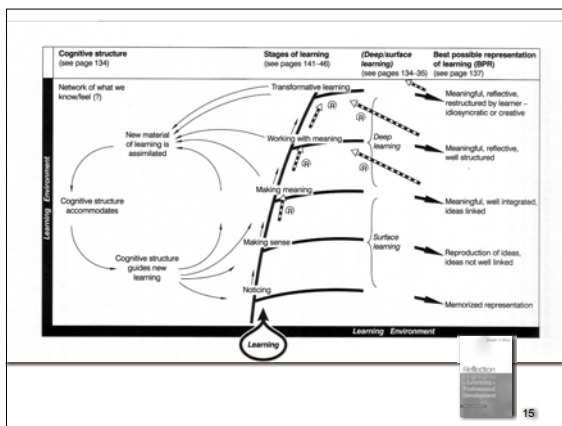 Cognitive structure
(see page 134)
Stages of learning
(see pages 141–46)
(Deep/surface
learning)
(see pages 134–35)
Best possible representation
of learning (BPR)
(see page 137)
Network of what we
know/feel (?)
New material
of learning is
assimilated
Cognitive structure
accommodates
Cognitive structure
guides new
learning
Transformative learning
Working with meaning
Making meaning
Making sense
Noticing
Learning
R
R
R
R
R
Deep
learning
Surface
learning
Meaningful, reflective,
restructured by learner –
idiosyncratic or creative
Meaningful, reflective,
well structured
Meaningful, well integrated,
ideas linked
Reproduction of ideas,
ideas not well linked
Memorized representation
Learning Environment
Learning Environment
Reflection
Learning
Professional
Development
15